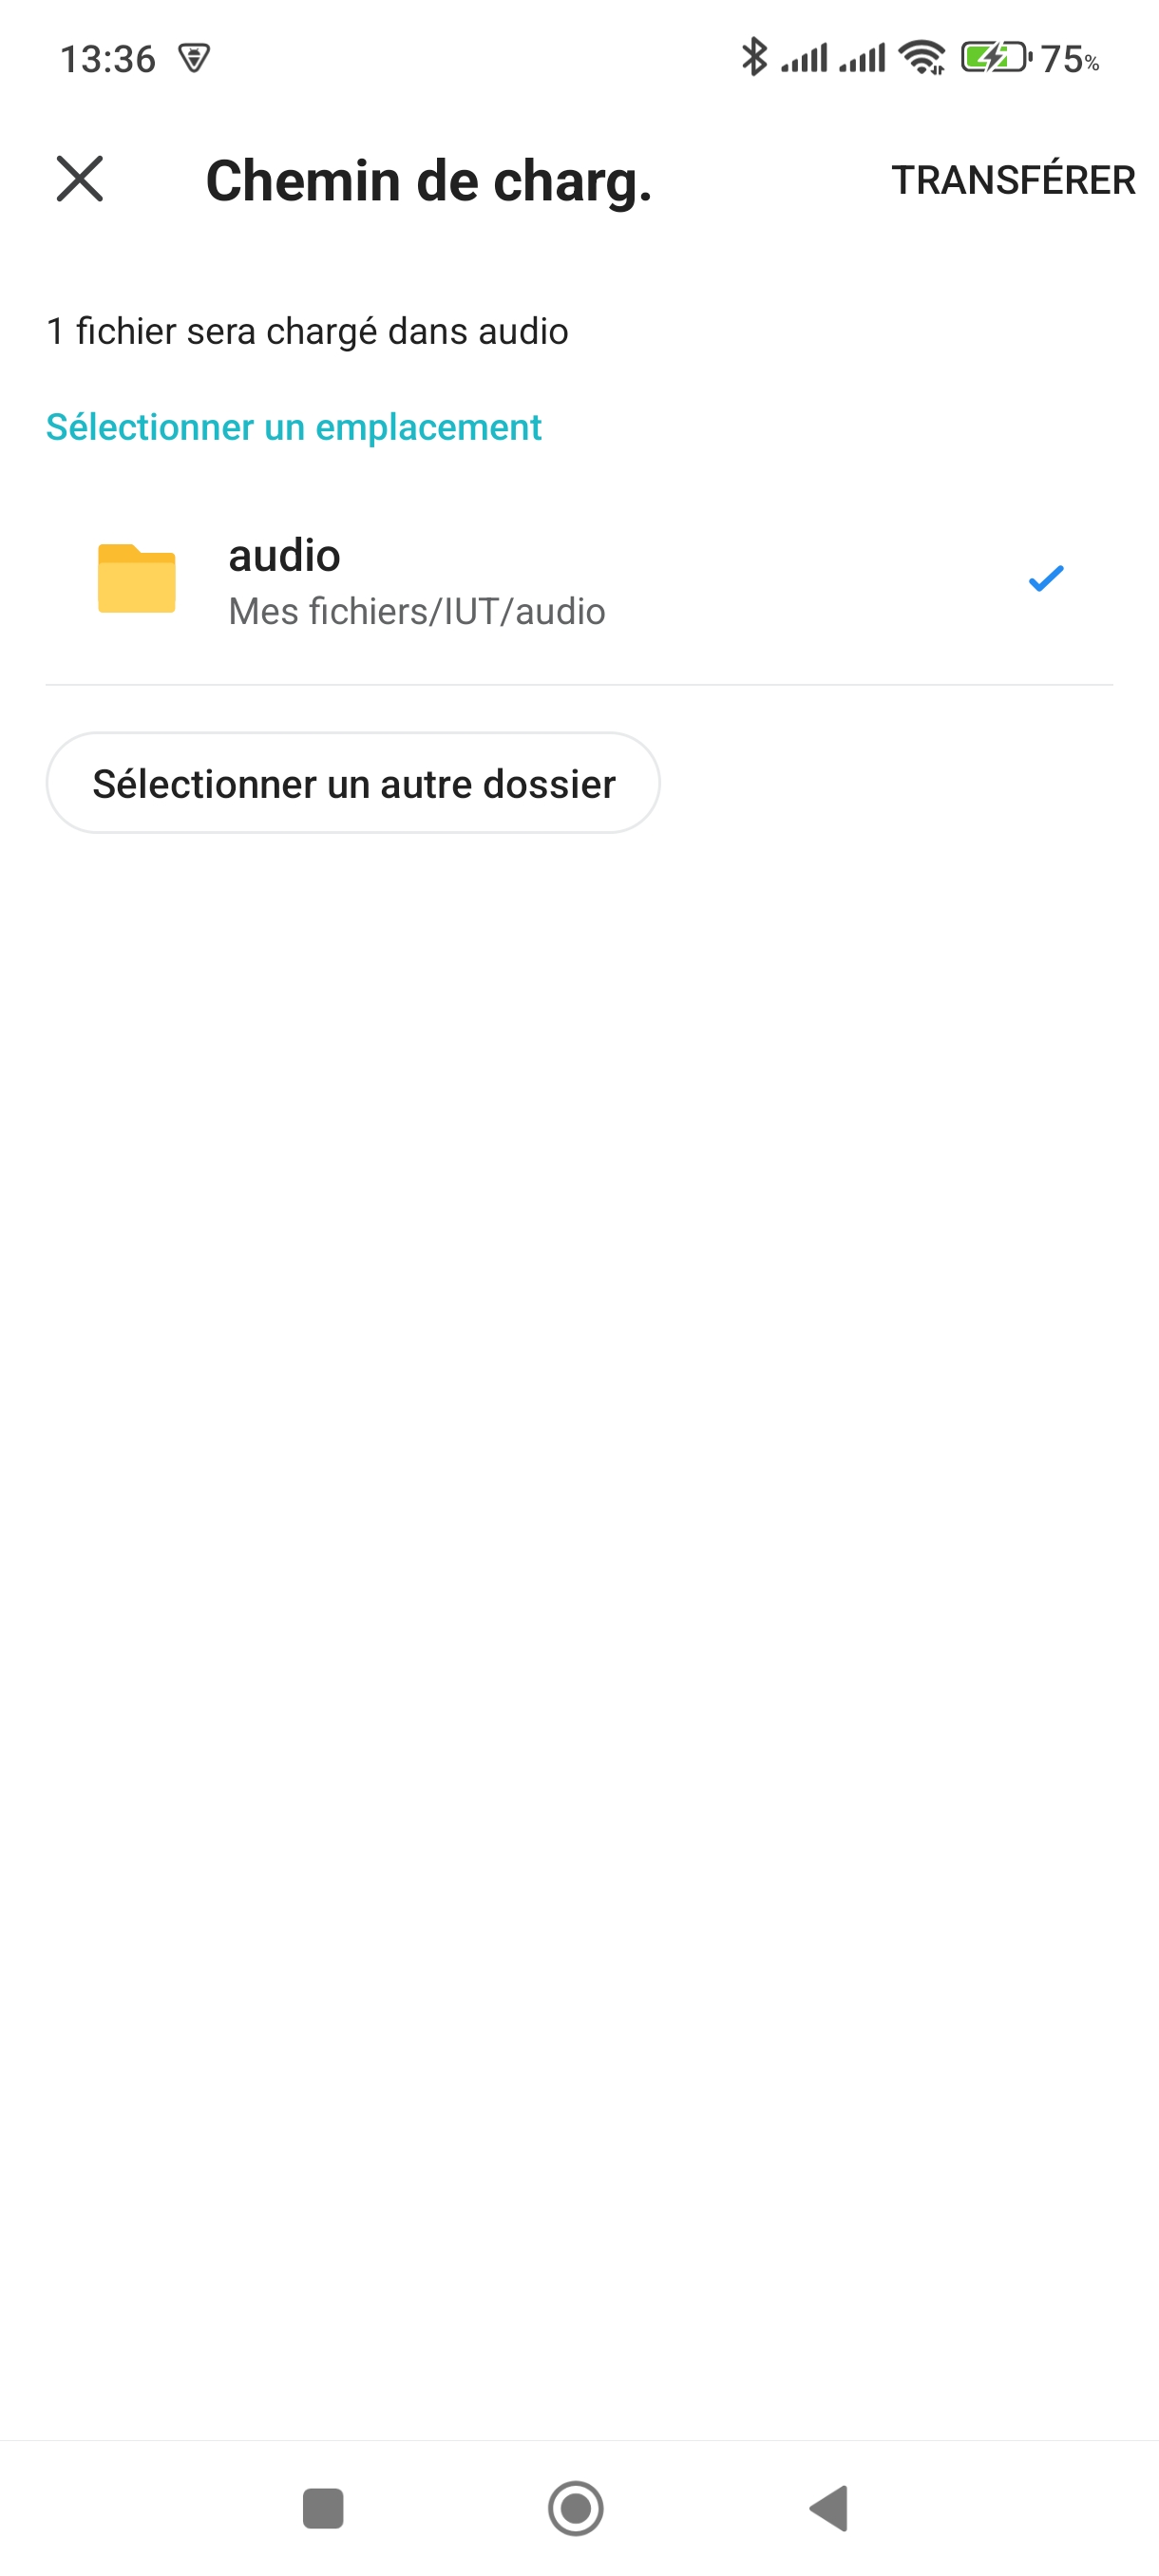 13:36
75%
Chemin de charg.
TRANSFÉRER
1 fichier sera chargé dans audio
Sélectionner un emplacement
audio
Mes fichiers/IUT/audio
Sélectionner un autre dossier